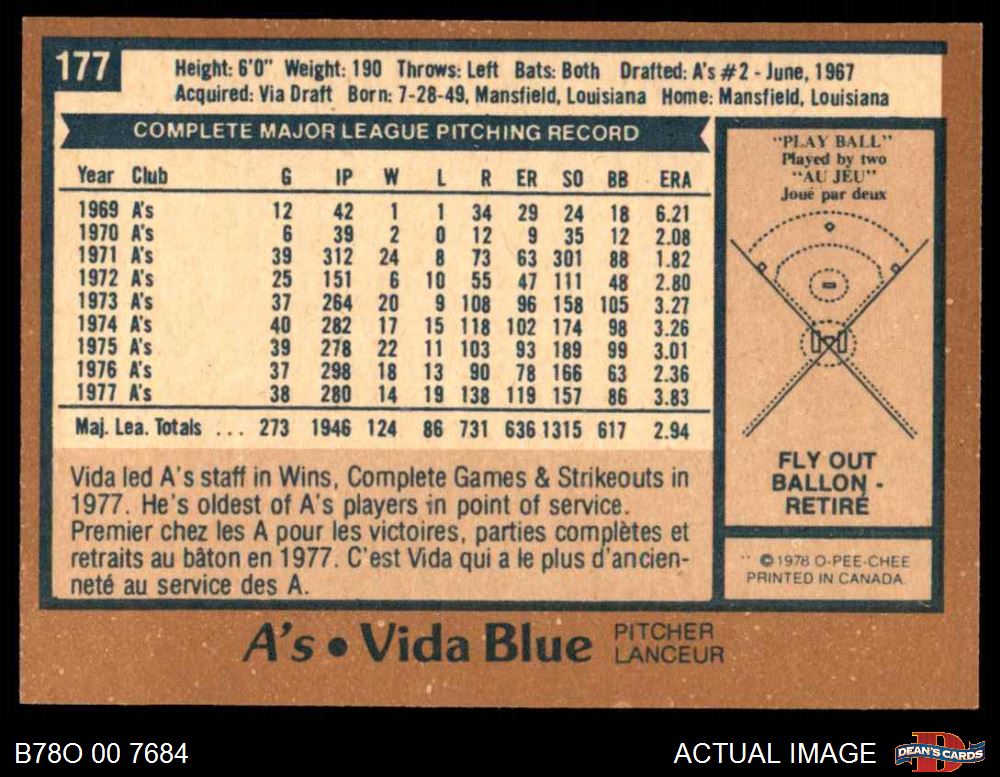 177
Height: 6'0" Weight: 190 Throws: Left Bats: Both Drafted: A's #2 - June, 1967
Acquired: Via Draft Born: 7-28-49, Mansfield, Louisiana Home: Mansfield, Louisiana
COMPLETE MAJOR LEAGUE PITCHING RECORD
Year Club G IP W L R ER SO BB ERA
1969 A's 12 42 1 1 34 29 24 18 6.21
1970 A's 6 39 2 0 12 9 35 12 2.08
1971 A's 39 312 24 8 73 63 301 88 1.82
1972 A's 25 151 6 10 55 47 111 48 2.80
1973 A's 37 264 20 9 108 96 158 105 3.27
1974 A's 40 282 17 15 118 102 174 98 3.26
1975 A's 39 278 22 11 103 93 189 99 3.01
1976 A's 37 298 18 13 90 78 166 63 2.36
1977 A's 38 280 14 19 138 119 157 86 3.83
Maj. Lea. Totals ... 273 1946 124 86 731 636 1315 617 2.94
Vida led A's staff in Wins, Complete Games & Strikeouts in
1977. He's oldest of A's players in point of service.
Premier chez les A pour les victoires, parties complètes et
retraits au bâton en 1977. C'est Vida qui a le plus d'ancien-
neté au service des A.
"PLAY BALL"
Played by two
"AU JEU"
Joué par deux
FLY OUT
BALLON -
RETIRÉ
©1978 O-PEE-CHEE
PRINTED IN CANADA
A's • Vida Blue PITCHER
LANCEUR
B78O 00 7684
ACTUAL IMAGE
DEAN'S CARDS